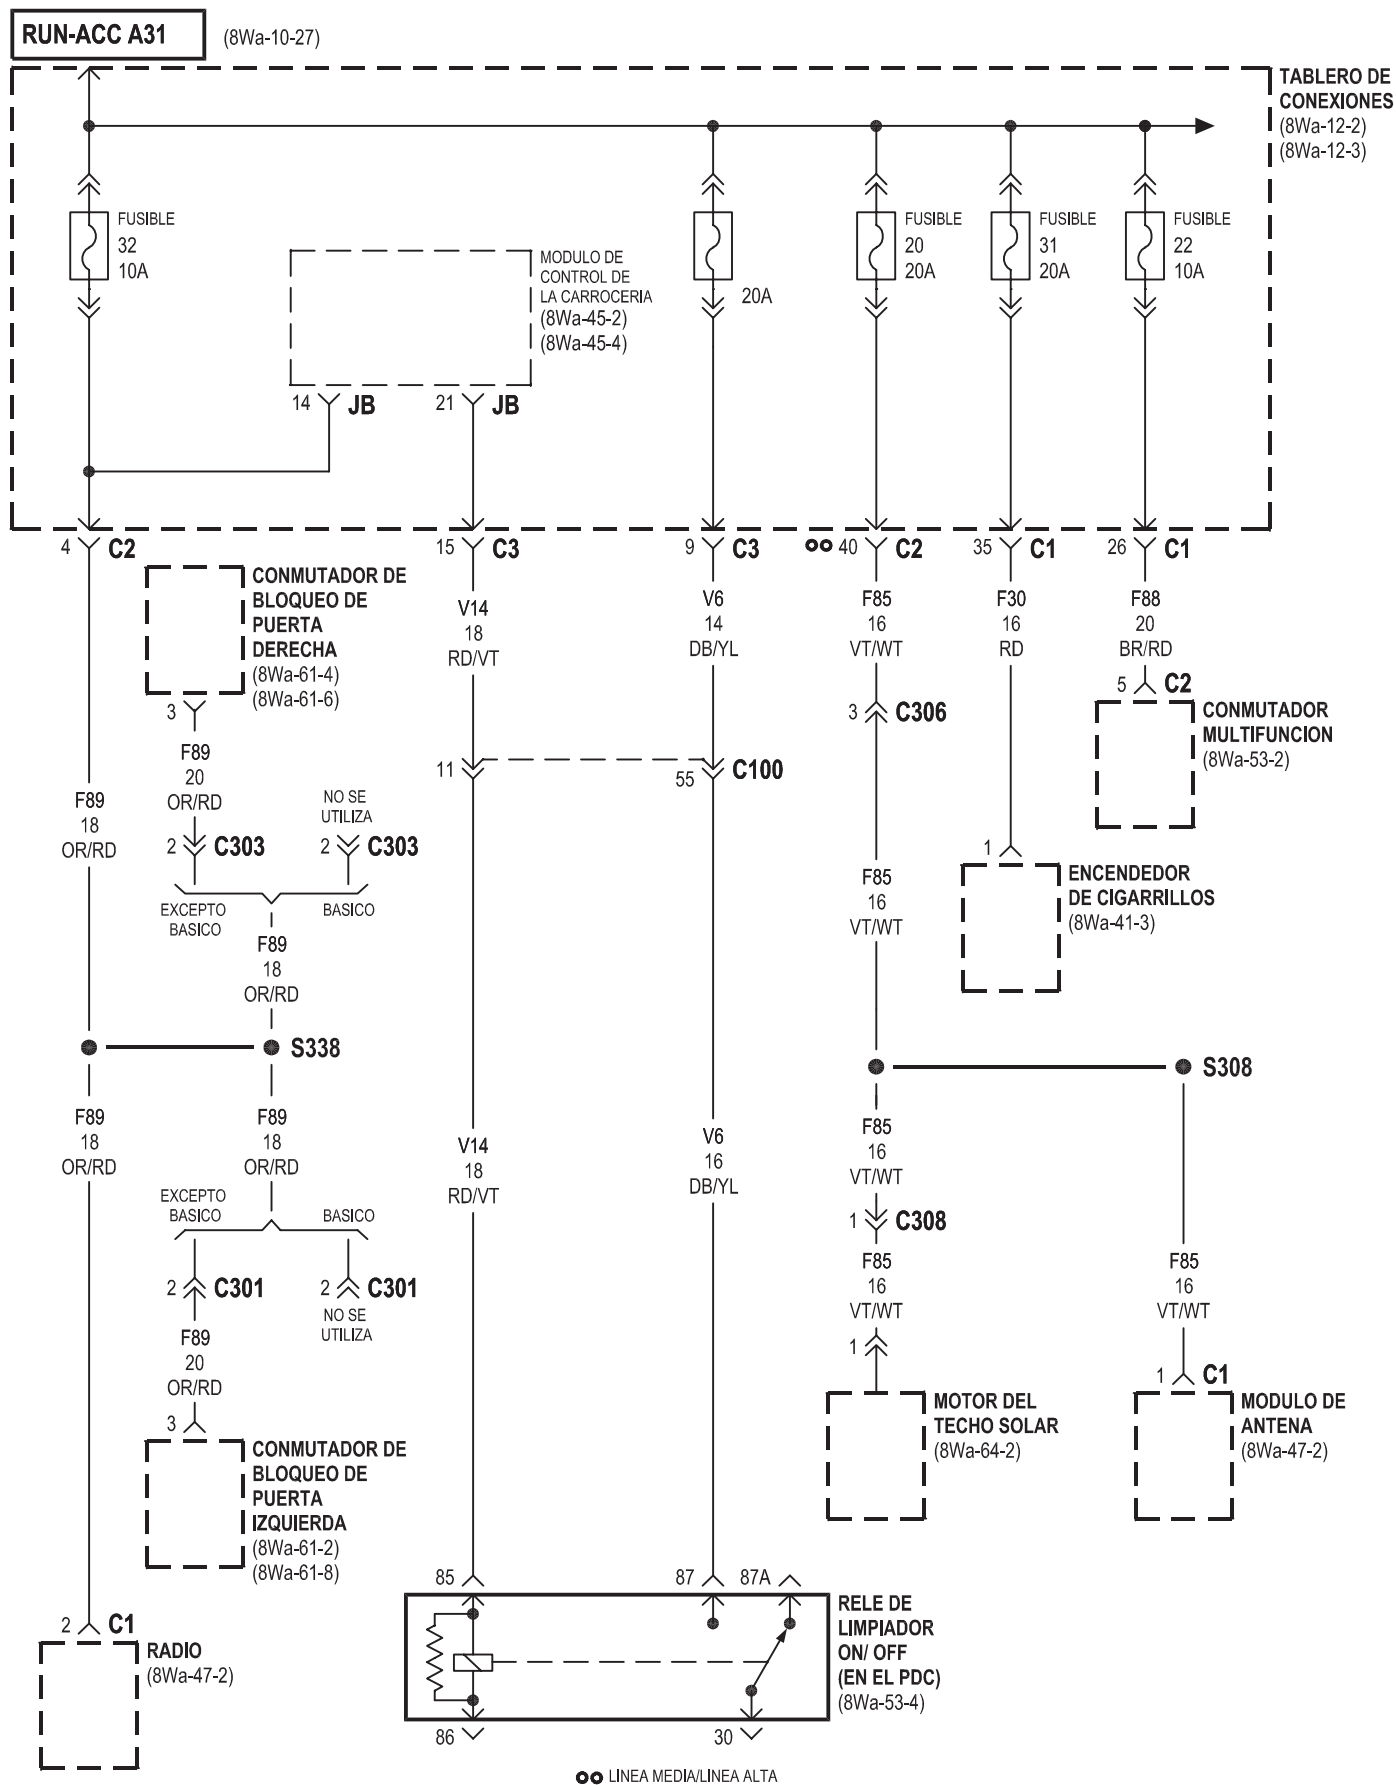 RUN-ACC A31
(8Wa-10-27)
TABLERO DE
CONEXIONES
(8Wa-12-2)
(8Wa-12-3)
FUSIBLE
32
10A
MODULO DE
CONTROL DE
LA CARROCERIA
(8Wa-45-2)
(8Wa-45-4)
20A
FUSIBLE
20
20A
FUSIBLE
31
20A
FUSIBLE
22
10A
14 JB
21 JB
4 C2
15 C3
9 C3
40 C2
35 C1
26 C1
CONMUTADOR DE
BLOQUEO DE
PUERTA
DERECHA
(8Wa-61-4)
(8Wa-61-6)
3
F89
20
OR/RD
V14
18
RD/VT
V6
14
DB/YL
F85
16
VT/WT
F30
16
RD
F88
20
BR/RD
5 C2
CONMUTADOR
MULTIFUNCION
(8Wa-53-2)
3 C306
11
55 C100
F89
18
OR/RD
NO SE
UTILIZA
2 C303
2 C303
EXCEPTO
BASICO
BASICO
F89
18
OR/RD
F85
16
VT/WT
1
ENCENDEDOR
DE CIGARRILLOS
(8Wa-41-3)
S338
S308
F89
18
OR/RD
F89
18
OR/RD
V14
18
RD/VT
V6
16
DB/YL
F85
16
VT/WT
EXCEPTO
BASICO
BASICO
1 C308
2 C301
2 C301
NO SE
UTILIZA
F85
16
VT/WT
F85
16
VT/WT
F89
20
OR/RD
1
1 C1
3
CONMUTADOR DE
BLOQUEO DE
PUERTA
IZQUIERDA
(8Wa-61-2)
(8Wa-61-8)
MOTOR DEL
TECHO SOLAR
(8Wa-64-2)
MODULO DE
ANTENA
(8Wa-47-2)
85
87
87A
RELE DE
LIMPIADOR
ON/ OFF
(EN EL PDC)
(8Wa-53-4)
2 C1
RADIO
(8Wa-47-2)
86
30
LINEA MEDIA/LINEA ALTA